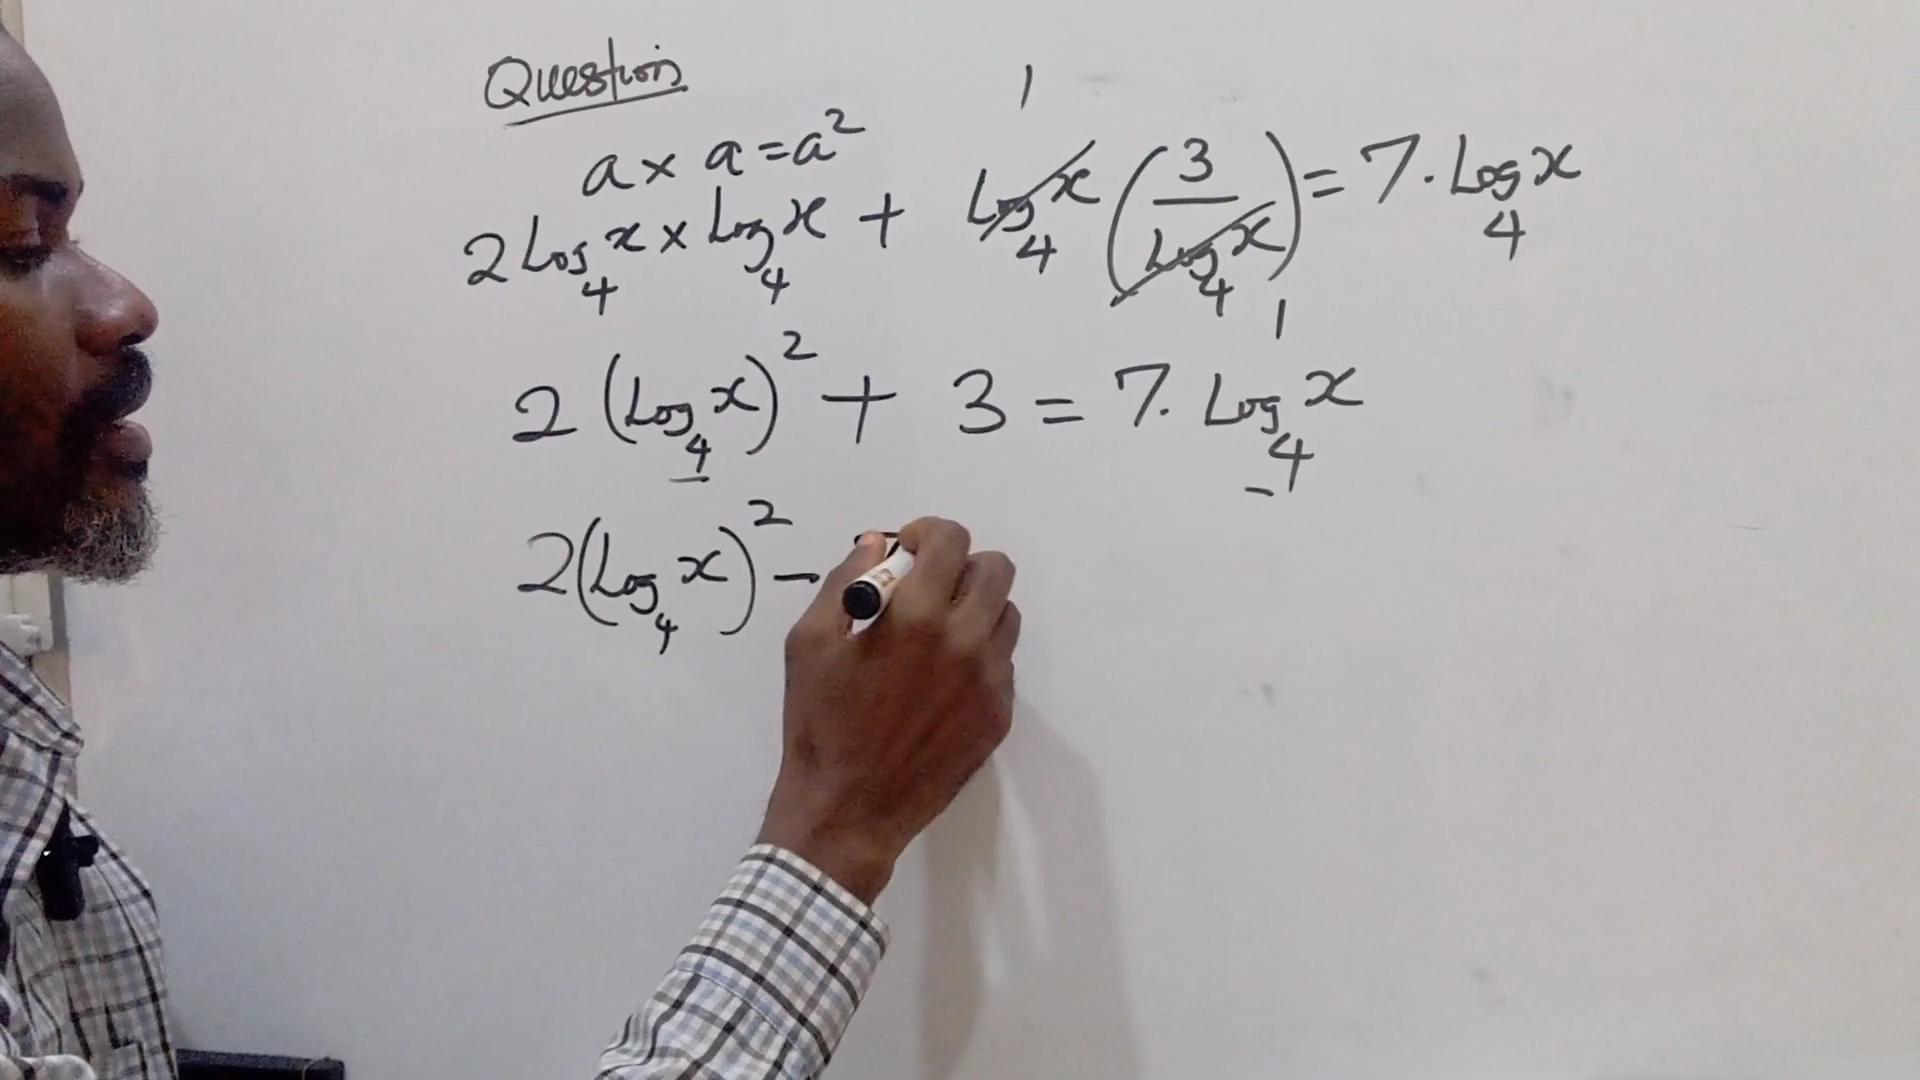 Question
a × a = a²
2 Log₄x × Log₄x + Log₄x (3/Log₄x) = 7. Log₄x
1
1
2 (Log₄x)² + 3 = 7. Log₄x
2(Log₄x)² -